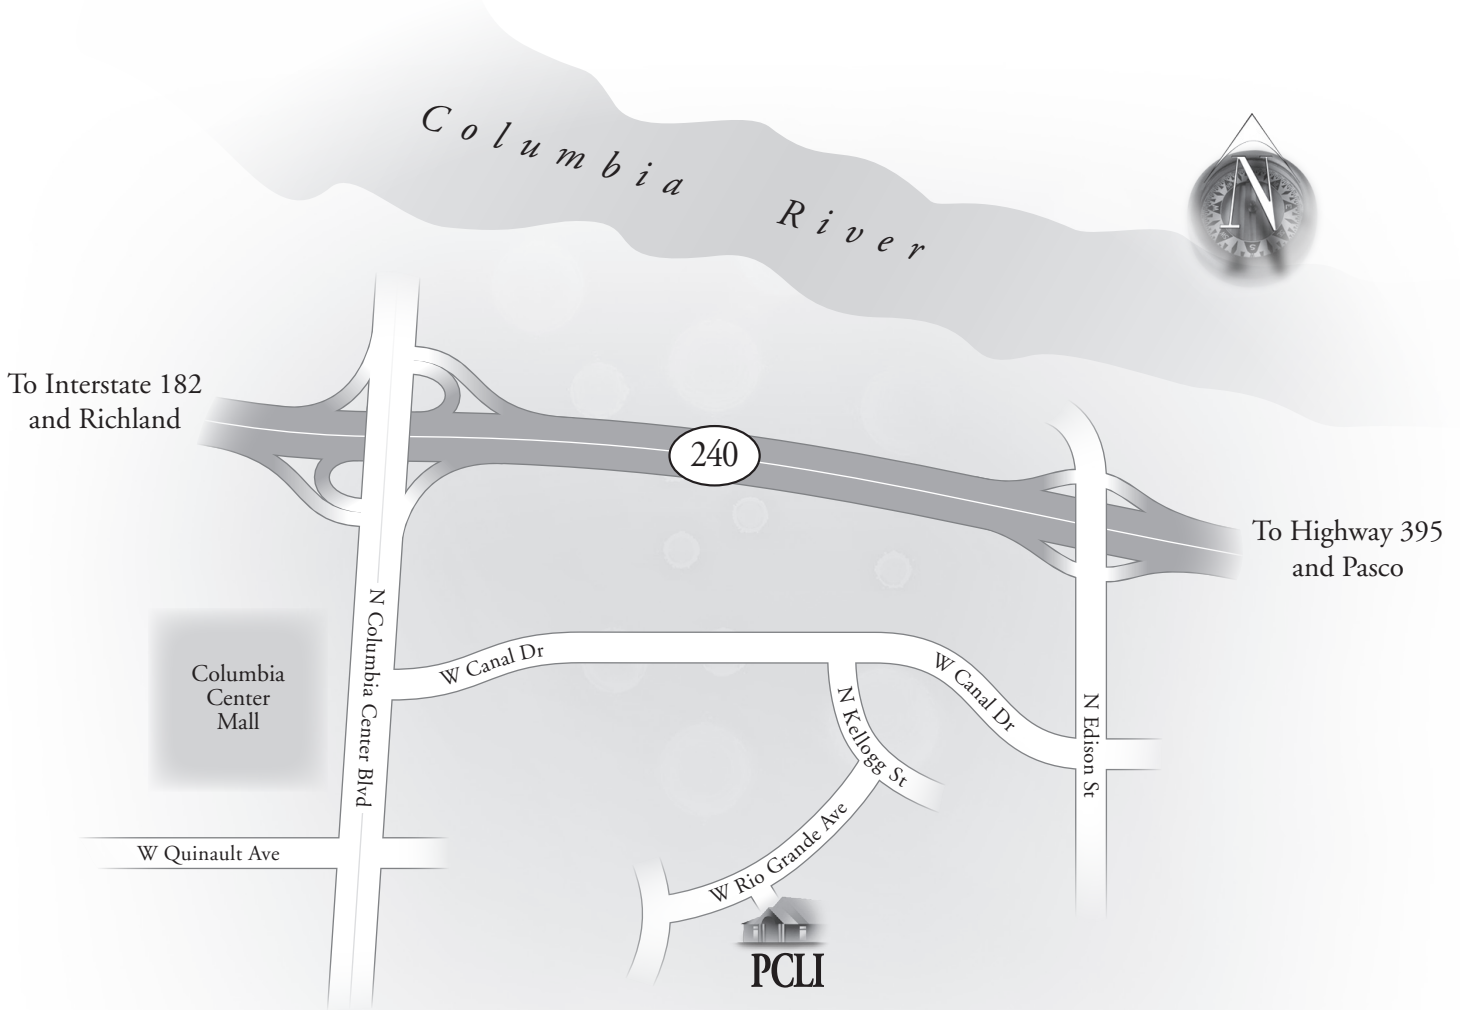 Columbia River
N
To Interstate 182
and Richland
240
To Highway 395
and Pasco
N Columbia Center Blvd
W Canal Dr
W Canal Dr
Columbia
Center
Mall
N Kellogg St
N Edison St
W Rio Grande Ave
W Quinault Ave
PCLI